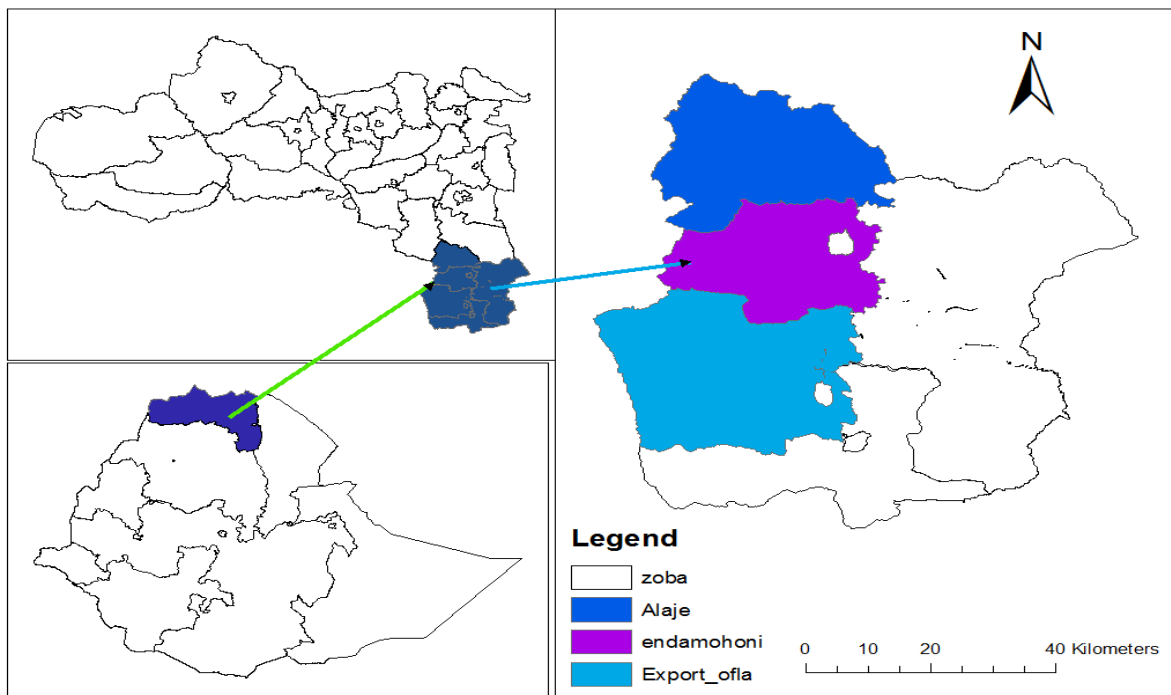 N
Legend
zoba
Alaje
endamohoni
Export_ofla
0 10 20 40 Kilometers